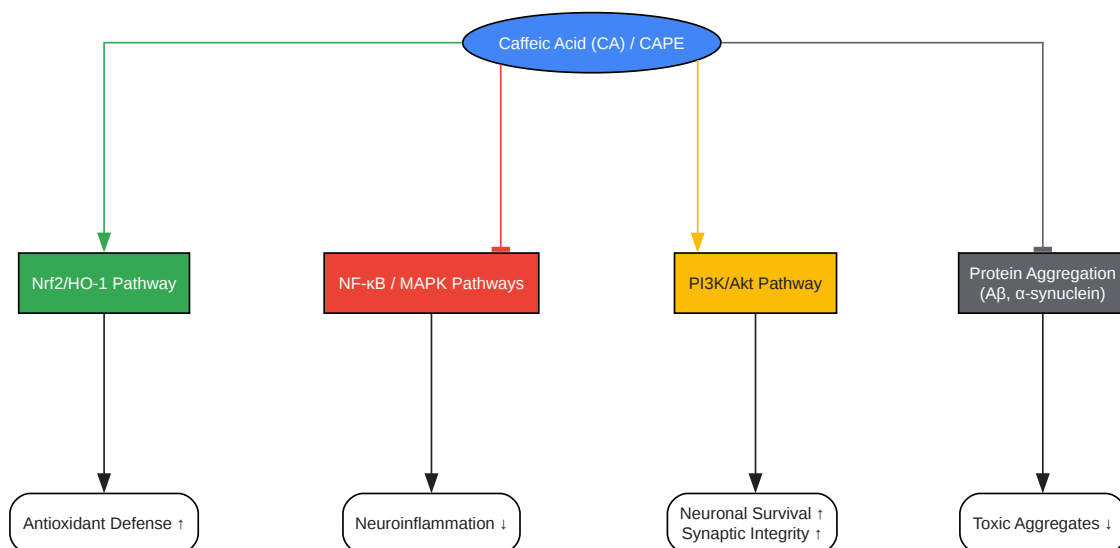 Caffeic Acid (CA) / CAPE
Nrf2/HO-1 Pathway
NF-κB / MAPK Pathways
PI3K/Akt Pathway
Protein Aggregation
(Aβ, α-synuclein)
Antioxidant Defense ↑
Neuroinflammation ↓
Neuronal Survival ↑
Synaptic Integrity ↑
Toxic Aggregates ↓